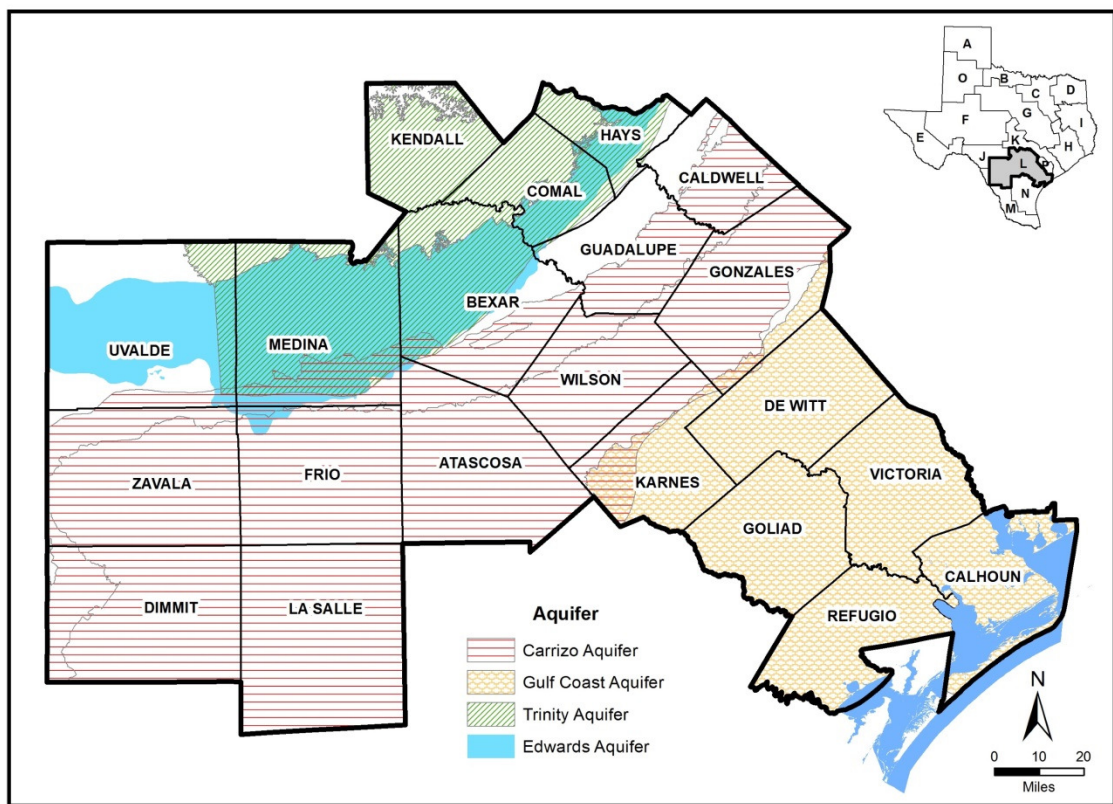 KENDALL
HAYS
COMAL
CALDWELL
GUADALUPE
GONZALES
BEXAR
UVALDE
MEDINA
WILSON
DE WITT
ZAVALA
FRIO
ATASCOSA
KARNES
VICTORIA
GOLIAD
CALHOUN
DIMMIT
LA SALLE
REFUGIO
A
O
B
C
D
F
G
I
E
K
H
J
L
P
N
M
Aquifer
Carrizo Aquifer
Gulf Coast Aquifer
Trinity Aquifer
Edwards Aquifer
N
0 10 20
Miles